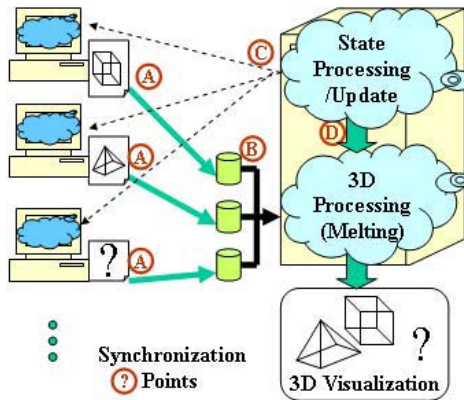 C
State
Processing
/Update
A
D
A
B
3D
Processing
(Melting)
?
A
?
Synchronization
? Points
3D Visualization